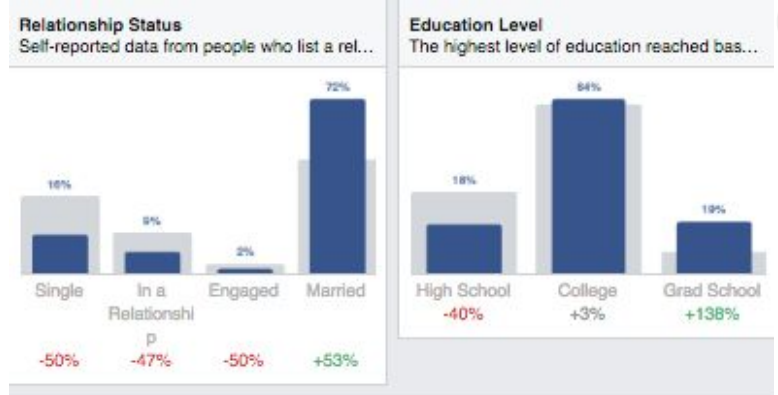 Relationship Status
Self-reported data from people who list a rel...
72%
16%
9%
2%
Single
In a
Relationshi
p
Engaged
Married
-50%
-47%
-50%
+53%
Education Level
The highest level of education reached bas...
64%
18%
19%
High School
College
Grad School
-40%
+3%
+138%